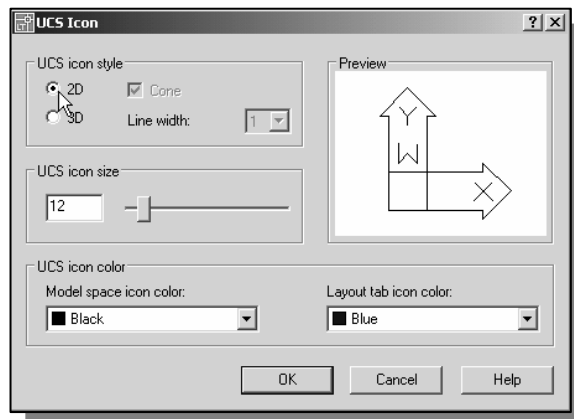 UCS Icon
UCS icon style
2D
Cone
3D
Line width:
1
Preview
Y
W
X
UCS icon size
12
UCS icon color
Model space icon color:
Black
Layout tab icon color:
Blue
OK
Cancel
Help